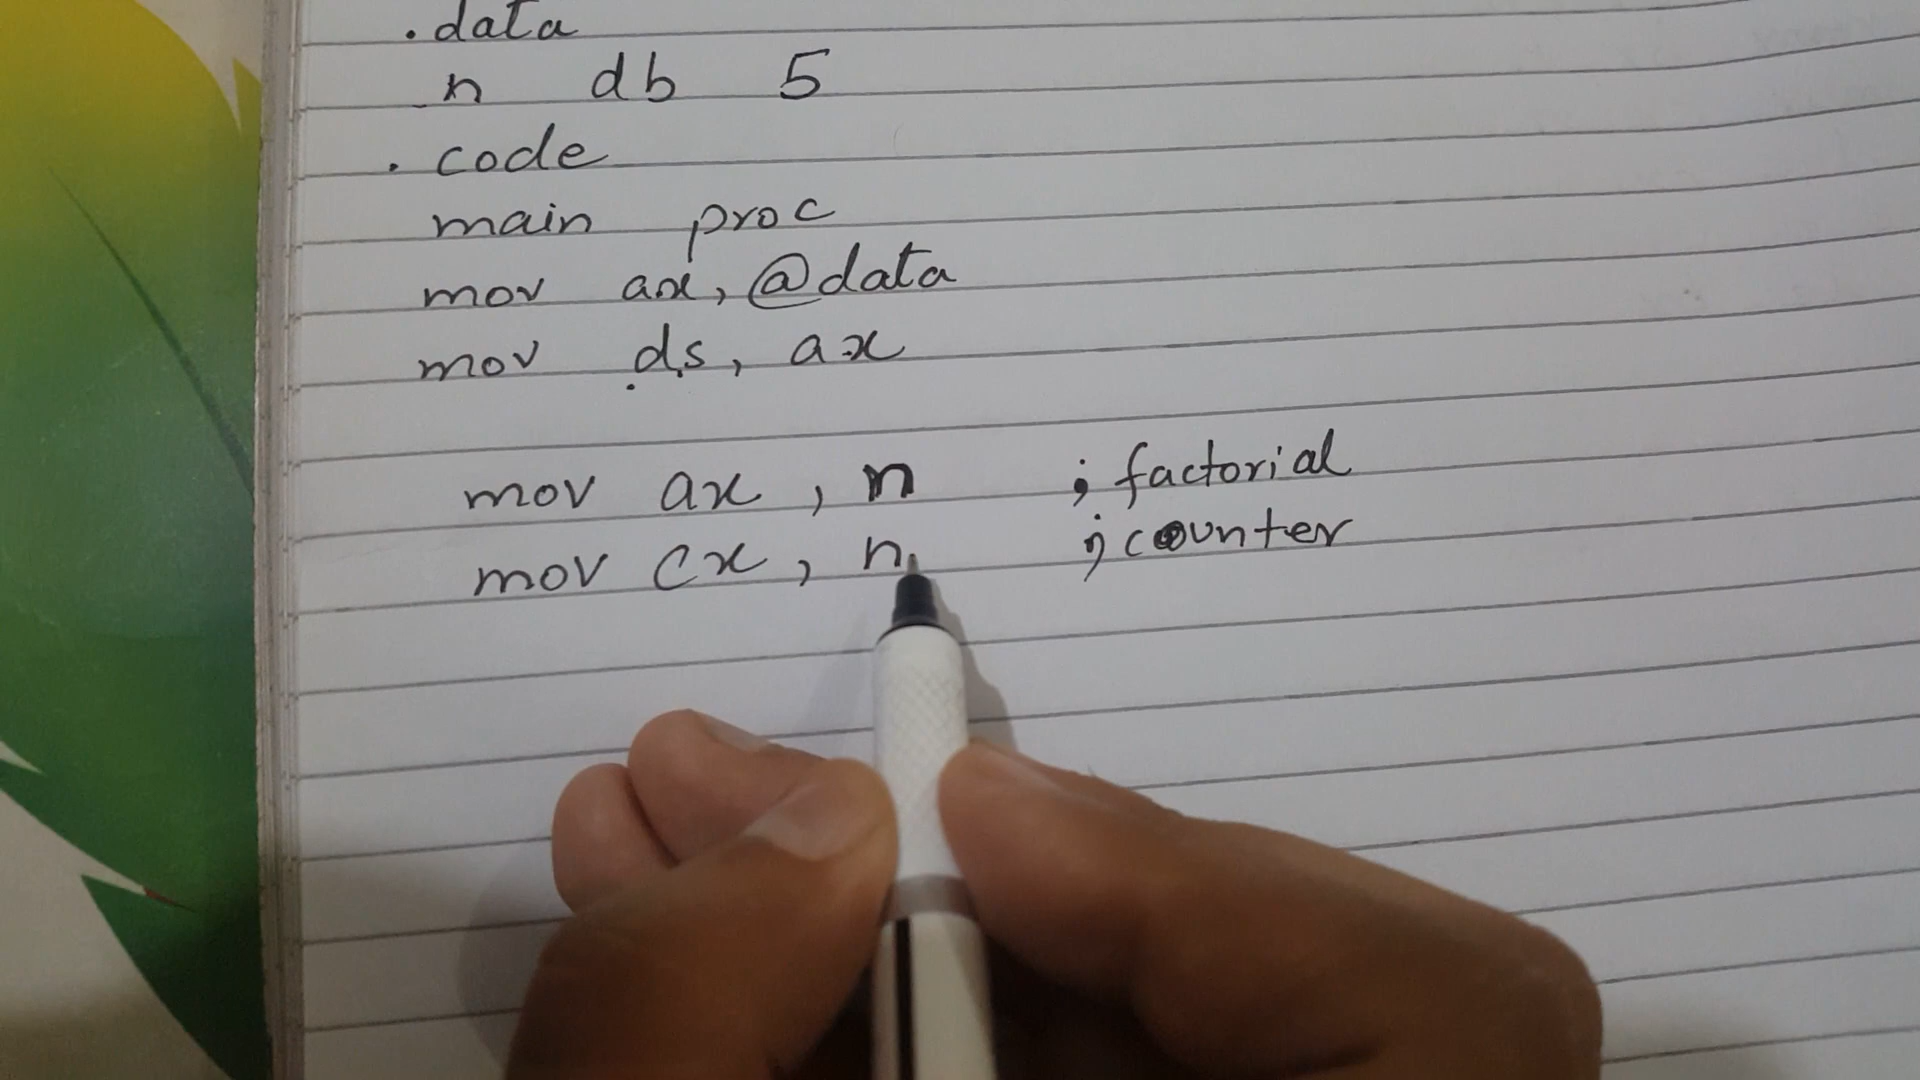 .data
n db 5
.code
main proc
mov ax, @data
mov ds, ax
mov ax, n ; factorial
mov cx, n ; counter